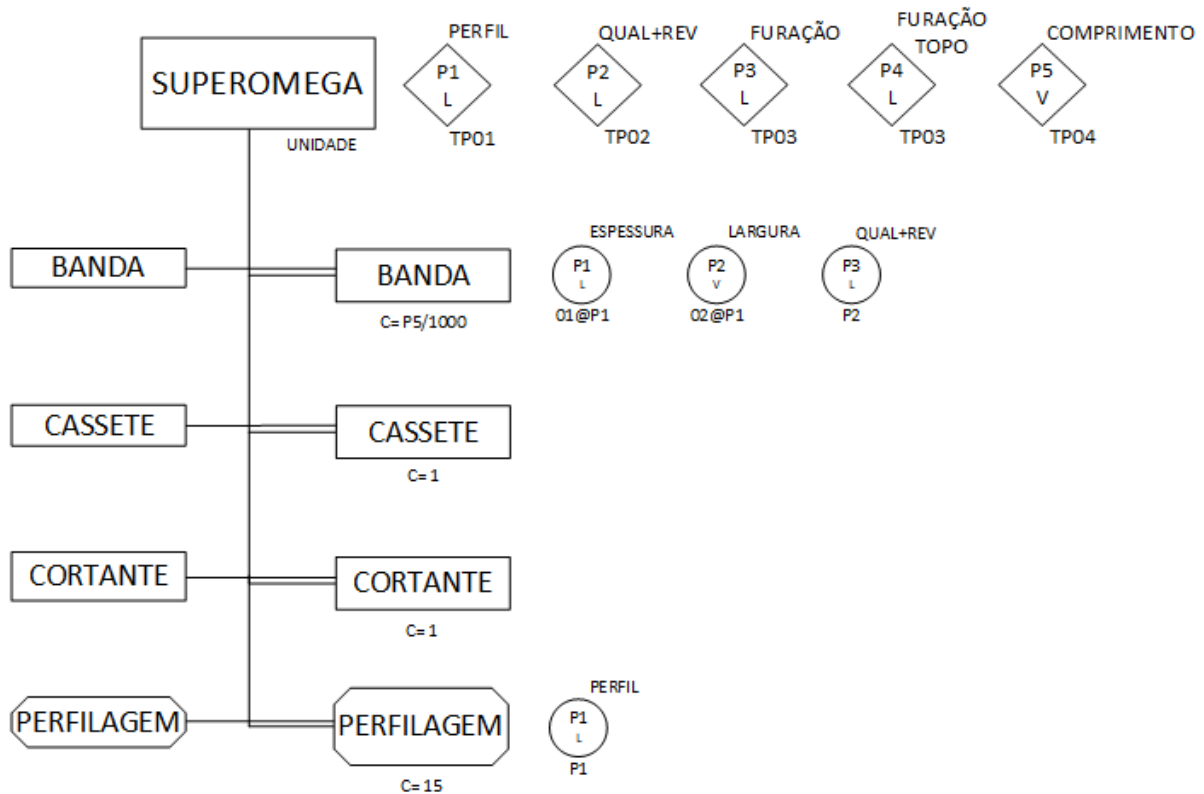 PERFIL
QUAL+REV
FURAÇÃO
FURAÇÃO
TOPO
COMPRIMENTO
SUPEROMEGA
P1
L
P2
L
P3
L
P4
L
P5
V
UNIDADE
TP01
TP02
TP03
TP03
TP04
ESPESSURA
LARGURA
QUAL+REV
BANDA
BANDA
P1
L
P2
V
P3
L
C= P5/1000
01@P1
02@P1
P2
CASSETE
CASSETE
C= 1
CORTANTE
CORTANTE
C= 1
PERFIL
PERFILAGEM
PERFILAGEM
P1
L
P1
C= 15